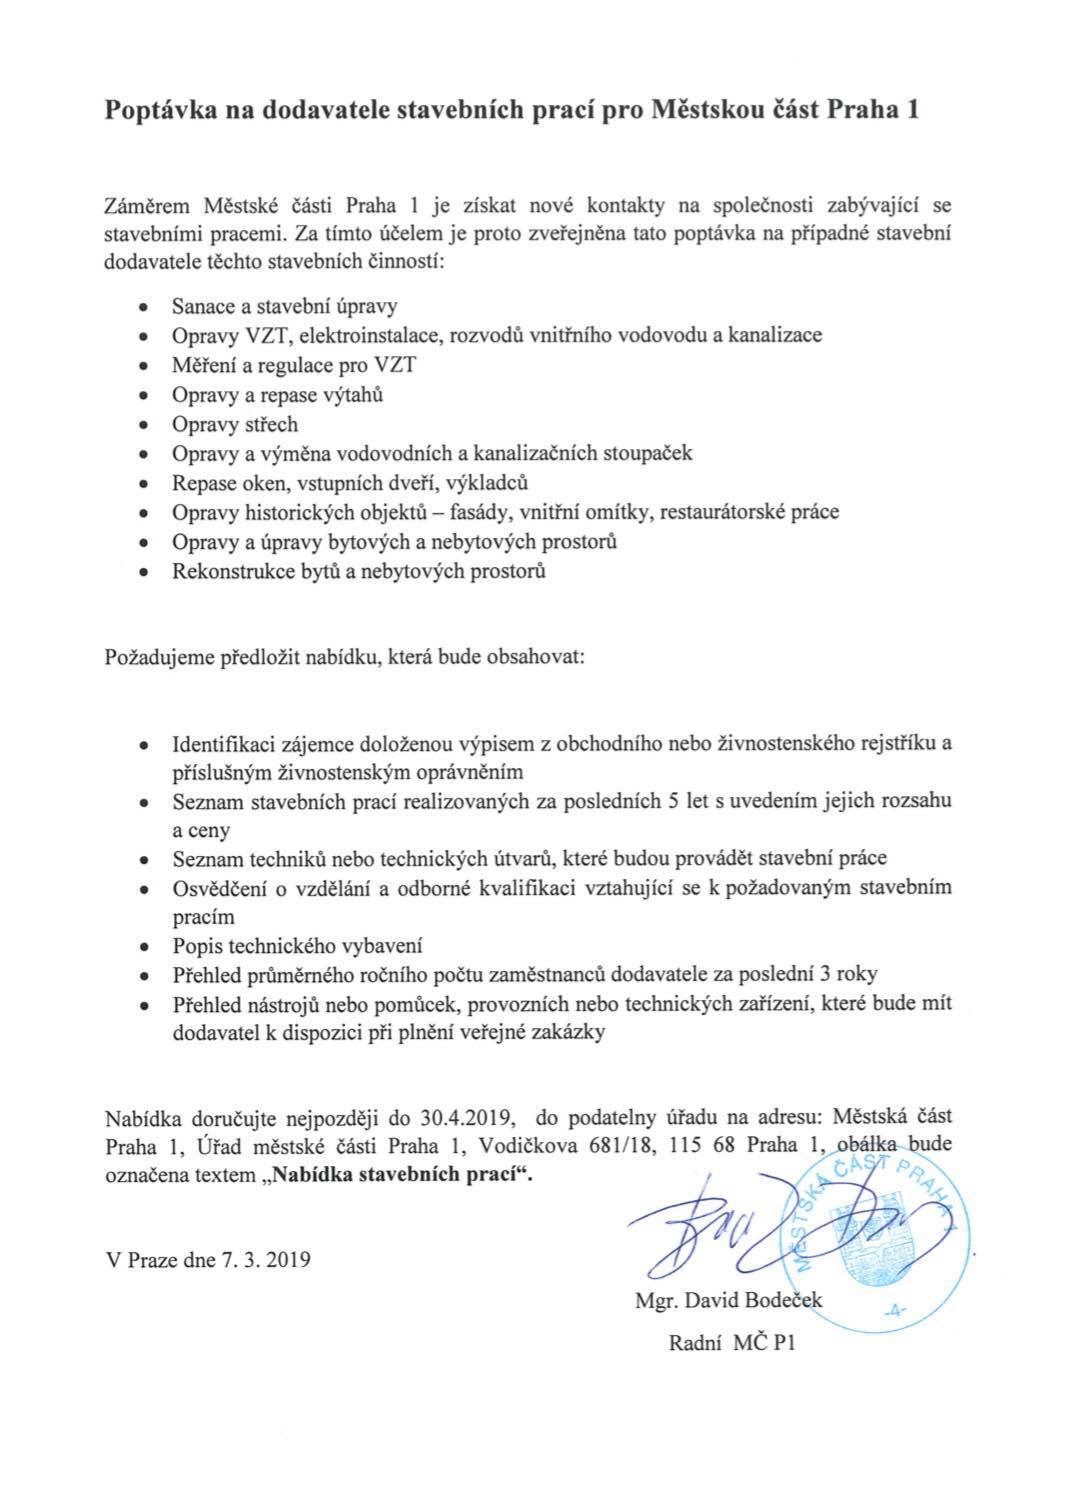 Poptávka na dodavatele stavebních prací pro Městskou část Praha 1
Záměrem Městské části Praha 1 je získat nové kontakty na společnosti zabývající se
stavebními pracemi. Za tímto účelem je proto zveřejněna tato poptávka na případné stavební
dodavatele těchto stavebních činností:
• Sanace a stavební úpravy
• Opravy VZT, elektroinstalace, rozvodů vnitřního vodovodu a kanalizace
• Měření a regulace pro VZT
• Opravy a repase výtahů
• Opravy střech
• Opravy a výměna vodovodních a kanalizačních stoupaček
• Repase oken, vstupních dveří, výkladců
• Opravy historických objektů – fasády, vnitřní omítky, restaurátorské práce
• Opravy a úpravy bytových a nebytových prostorů
• Rekonstrukce bytů a nebytových prostorů
Požadujeme předložit nabídku, která bude obsahovat:
• Identifikaci zájemce doloženou výpisem z obchodního nebo živnostenského rejstříku a
příslušným živnostenským oprávněním
• Seznam stavebních prací realizovaných za posledních 5 let s uvedením jejich rozsahu
a ceny
• Seznam techniků nebo technických útvarů, které budou provádět stavební práce
• Osvědčení o vzdělání a odborné kvalifikaci vztahující se k požadovaným stavebním
pracím
• Popis technického vybavení
• Přehled průměrného ročního počtu zaměstnanců dodavatele za poslední 3 roky
• Přehled nástrojů nebo pomůcek, provozních nebo technických zařízení, které bude mít
dodavatel k dispozici při plnění veřejné zakázky
Nabídka doručujte nejpozději do 30.4.2019, do podatelny úřadu na adresu: Městská část
Praha 1, Úřad městské části Praha 1, Vodičkova 681/18, 115 68 Praha 1, obálka bude
označena textem „Nabídka stavebních prací“.
MĚSTSKÁ ČÁST PRAHA 1
-4-
V Praze dne 7. 3. 2019
Mgr. David Bodeček
Radní MČ P1